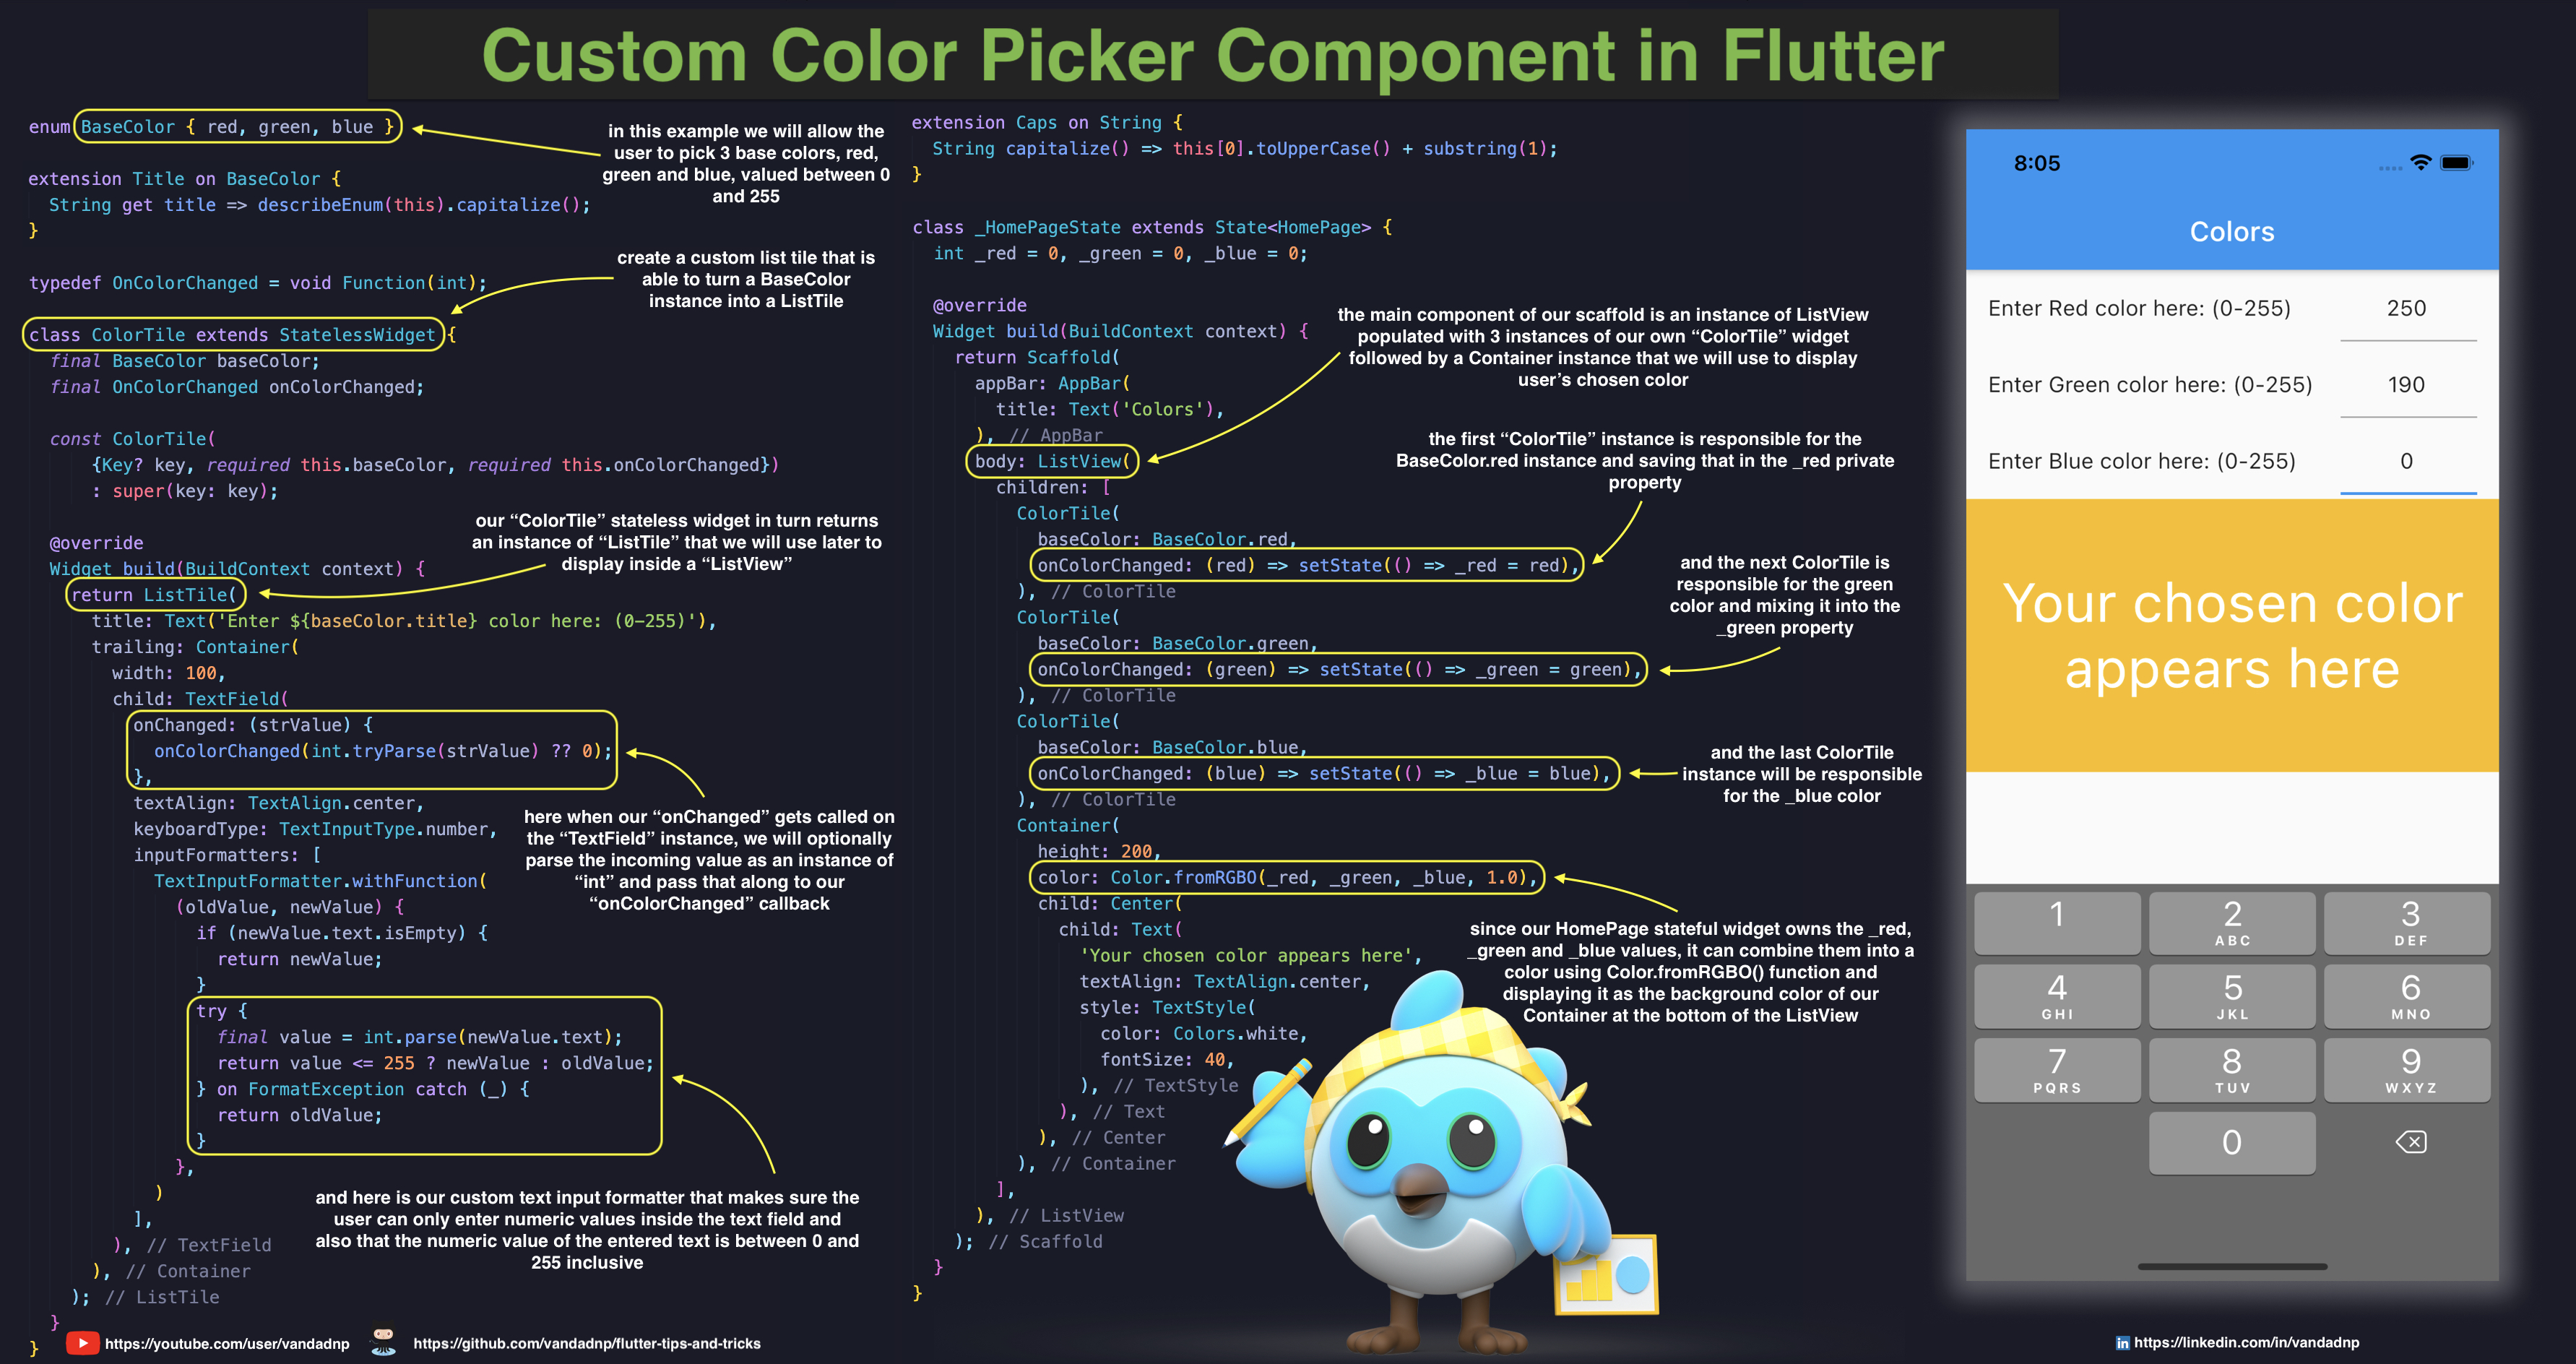 Custom Color Picker Component in Flutter
enum BaseColor { red, green, blue }
extension Title on BaseColor {
String get title => describeEnum(this).capitalize();
}
typedef OnColorChanged = void Function(int);
class ColorTile extends StatelessWidget {
final BaseColor baseColor;
final OnColorChanged onColorChanged;
const ColorTile(
{Key? key, required this.baseColor, required this.onColorChanged})
: super(key: key);
@override
Widget build(BuildContext context) {
return ListTile(
title: Text('Enter ${baseColor.title} color here: (0-255)'),
trailing: Container(
width: 100,
child: TextField(
onChanged: (strValue) {
onColorChanged(int.tryParse(strValue) ?? 0);
},
textAlign: TextAlign.center,
keyboardType: TextInputType.number,
inputFormatters: [
TextInputFormatter.withFunction(
(oldValue, newValue) {
if (newValue.text.isEmpty) {
return newValue;
}
try {
final value = int.parse(newValue.text);
return value <= 255 ? newValue : oldValue;
} on FormatException catch (_) {
return oldValue;
}
},
)
],
), // TextField
), // Container
); // ListTile
}
}
in this example we will allow the
user to pick 3 base colors, red,
green and blue, valued between 0
and 255
create a custom list tile that is
able to turn a BaseColor
instance into a ListTile
our “ColorTile” stateless widget in turn returns
an instance of “ListTile” that we will use later to
display inside a “ListView”
here when our “onChanged” gets called on
the “TextField” instance, we will optionally
parse the incoming value as an instance of
“int” and pass that along to our
“onColorChanged” callback
and here is our custom text input formatter that makes sure the
user can only enter numeric values inside the text field and
also that the numeric value of the entered text is between 0 and
255 inclusive
extension Caps on String {
String capitalize() => this[0].toUpperCase() + substring(1);
}
class _HomePageState extends State<HomePage> {
int _red = 0, _green = 0, _blue = 0;
@override
Widget build(BuildContext context) {
return Scaffold(
appBar: AppBar(
title: Text('Colors'),
), // AppBar
body: ListView(
children: [
ColorTile(
baseColor: BaseColor.red,
onColorChanged: (red) => setState(() => _red = red),
), // ColorTile
ColorTile(
baseColor: BaseColor.green,
onColorChanged: (green) => setState(() => _green = green),
), // ColorTile
ColorTile(
baseColor: BaseColor.blue,
onColorChanged: (blue) => setState(() => _blue = blue),
), // ColorTile
Container(
height: 200,
color: Color.fromRGBO(_red, _green, _blue, 1.0),
child: Center(
child: Text(
'Your chosen color appears here',
textAlign: TextAlign.center,
style: TextStyle(
color: Colors.white,
fontSize: 40,
), // TextStyle
), // Text
), // Center
), // Container
],
), // ListView
); // Scaffold
}
}
the main component of our scaffold is an instance of ListView
populated with 3 instances of our own “ColorTile” widget
followed by a Container instance that we will use to display
user’s chosen color
the first “ColorTile” instance is responsible for the
BaseColor.red instance and saving that in the _red private
property
and the next ColorTile is
responsible for the green
color and mixing it into the
_green property
and the last ColorTile
instance will be responsible
for the _blue color
since our HomePage stateful widget owns the _red,
_green and _blue values, it can combine them into a
color using Color.fromRGBO() function and
displaying it as the background color of our
Container at the bottom of the ListView
8:05
Colors
Enter Red color here: (0-255) 250
Enter Green color here: (0-255) 190
Enter Blue color here: (0-255) 0
Your chosen color
appears here
1 2 3
ABC DEF
4 5 6
GHI JKL MNO
7 8 9
PQRS TUV WXYZ
0
https://youtube.com/user/vandadnp
https://github.com/vandadnp/flutter-tips-and-tricks
in https://linkedin.com/in/vandadnp